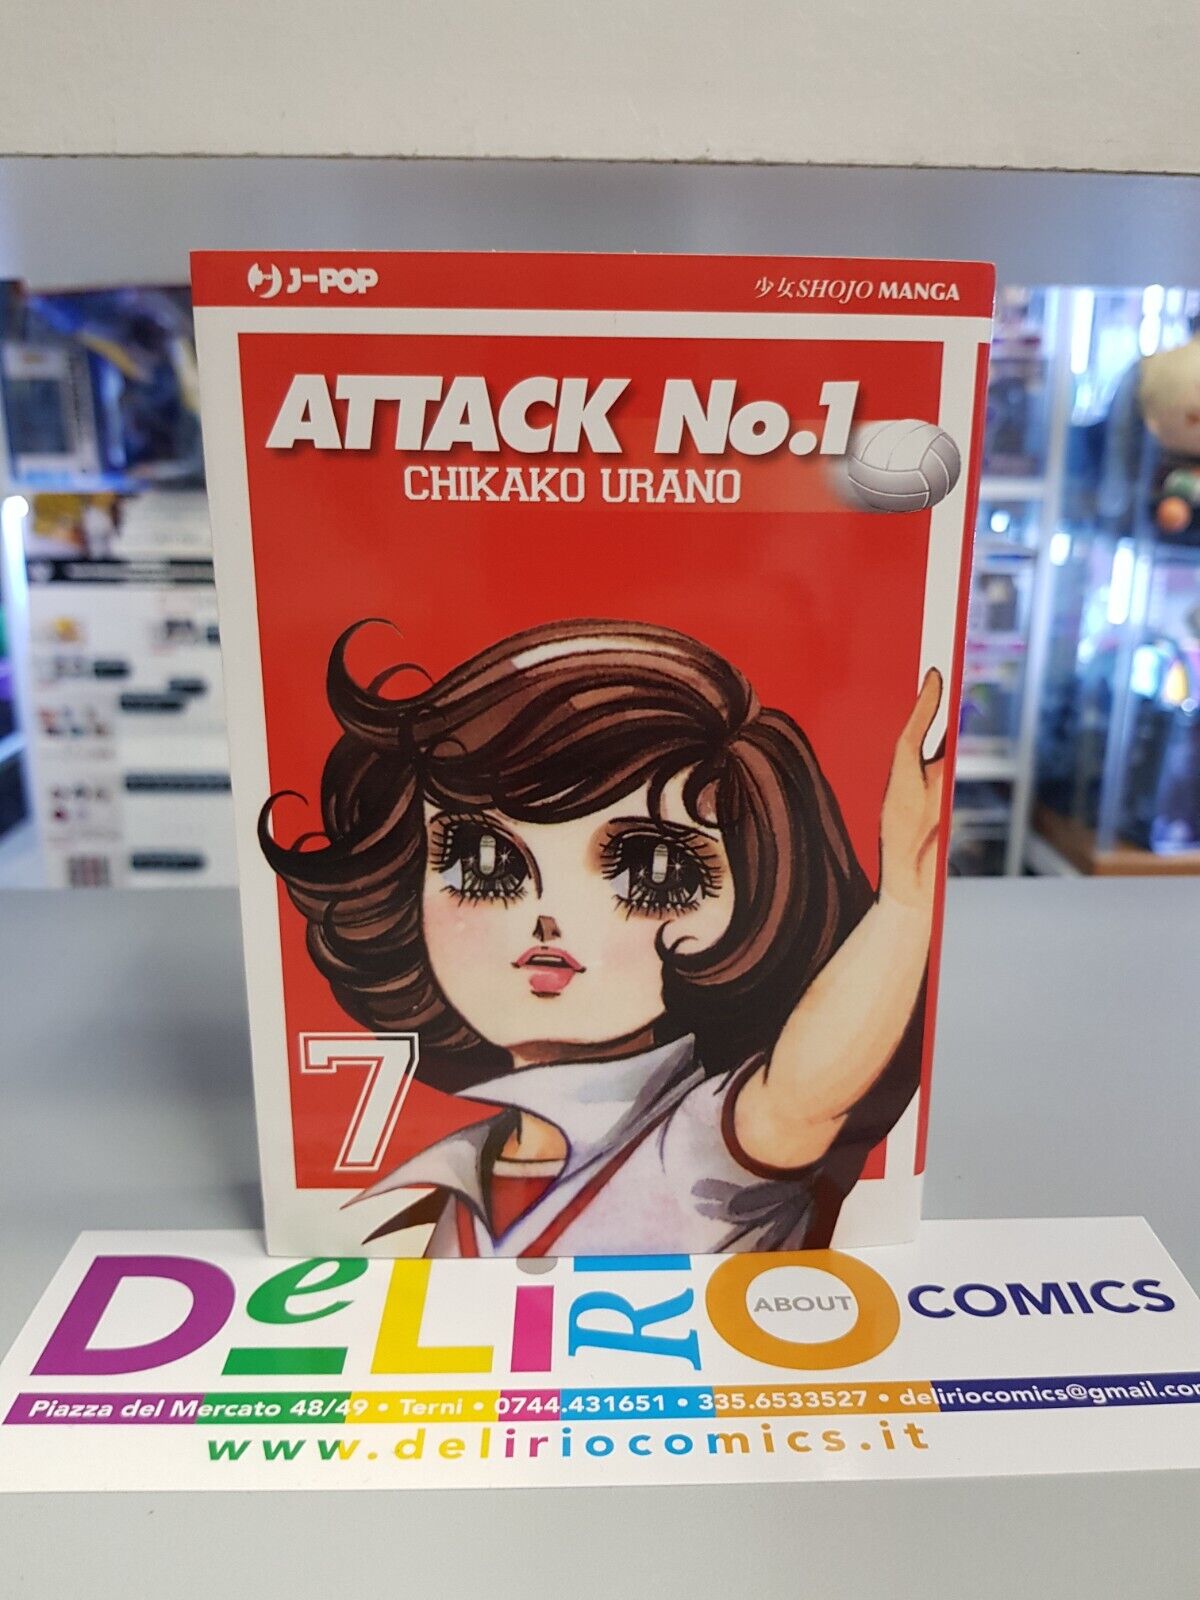 J-POP
少女SHOJO MANGA
ATTACK No.1
CHIKAKO URANO
7
DeLiRiO ABOUT COMICS
Piazza del Mercato 48/49 • Terni • 0744.431651 • 335.6533527 • deliriocomics@gmail.com
www.deliriocomics.it